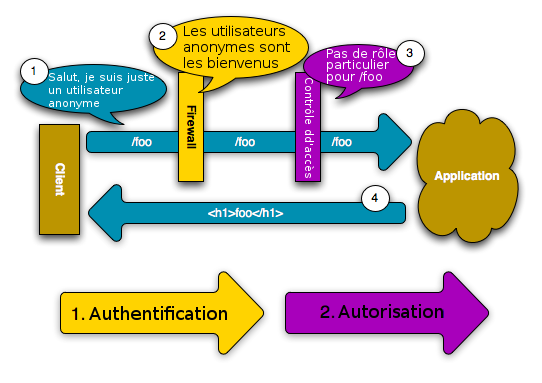 1
Salut, je suis juste
un utilisateur
anonyme
2
Les utilisateurs
anonymes sont
les bienvenus
3
Pas de rôle
particulier
pour /foo
Client
/foo
Firewall
/foo
Contrôle dd'accès
/foo
Application
<h1>foo</h1>
4
1. Authentification
2. Autorisation